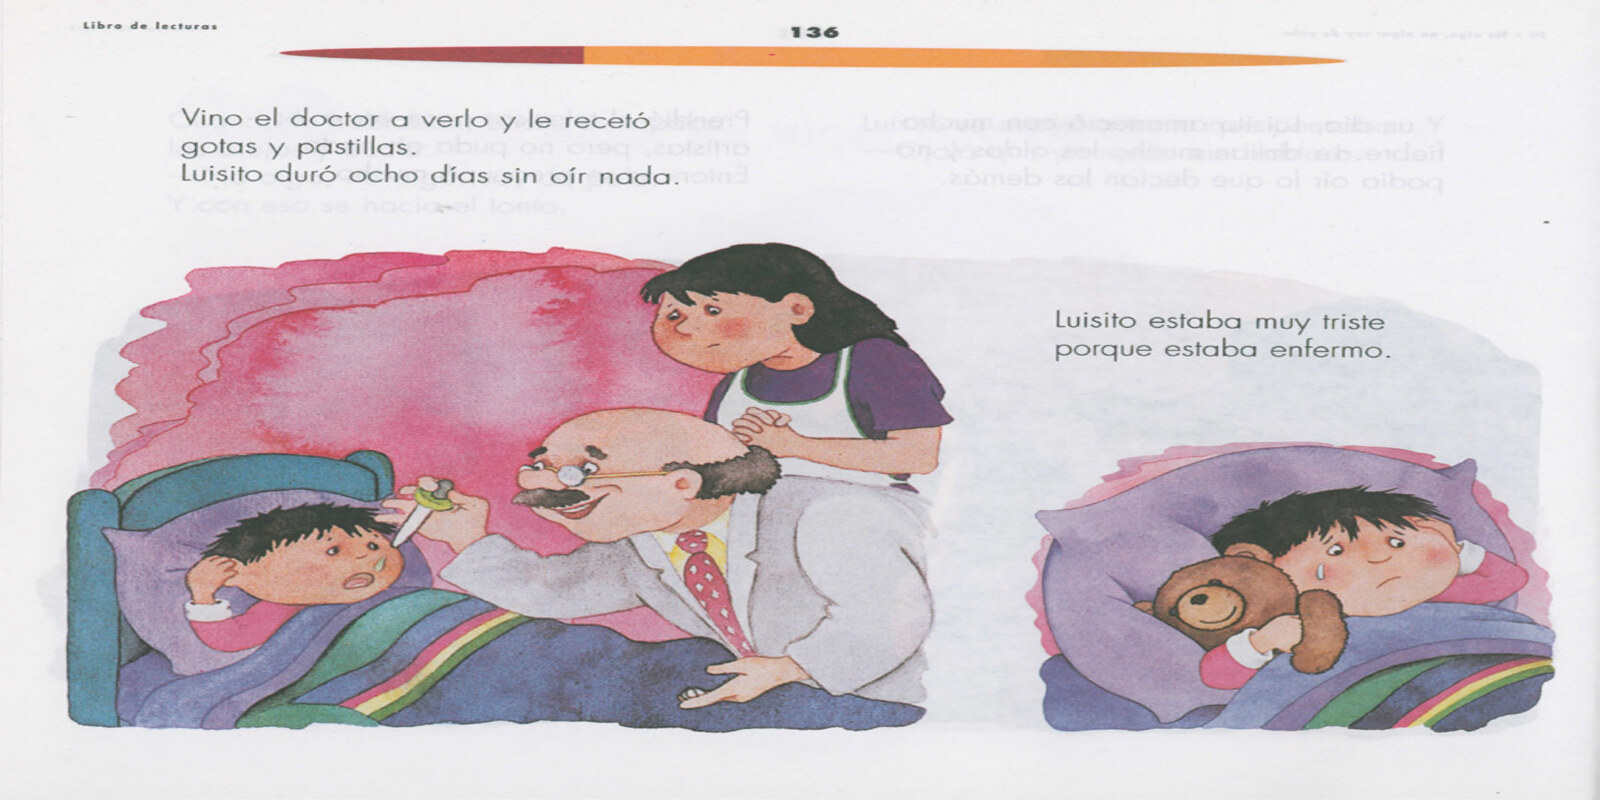 Libro de lecturas
136
Vino el doctor a verlo y le recetó
gotas y pastillas.
Luisito duró ocho días sin oír nada.
Luisito estaba muy triste
porque estaba enfermo.